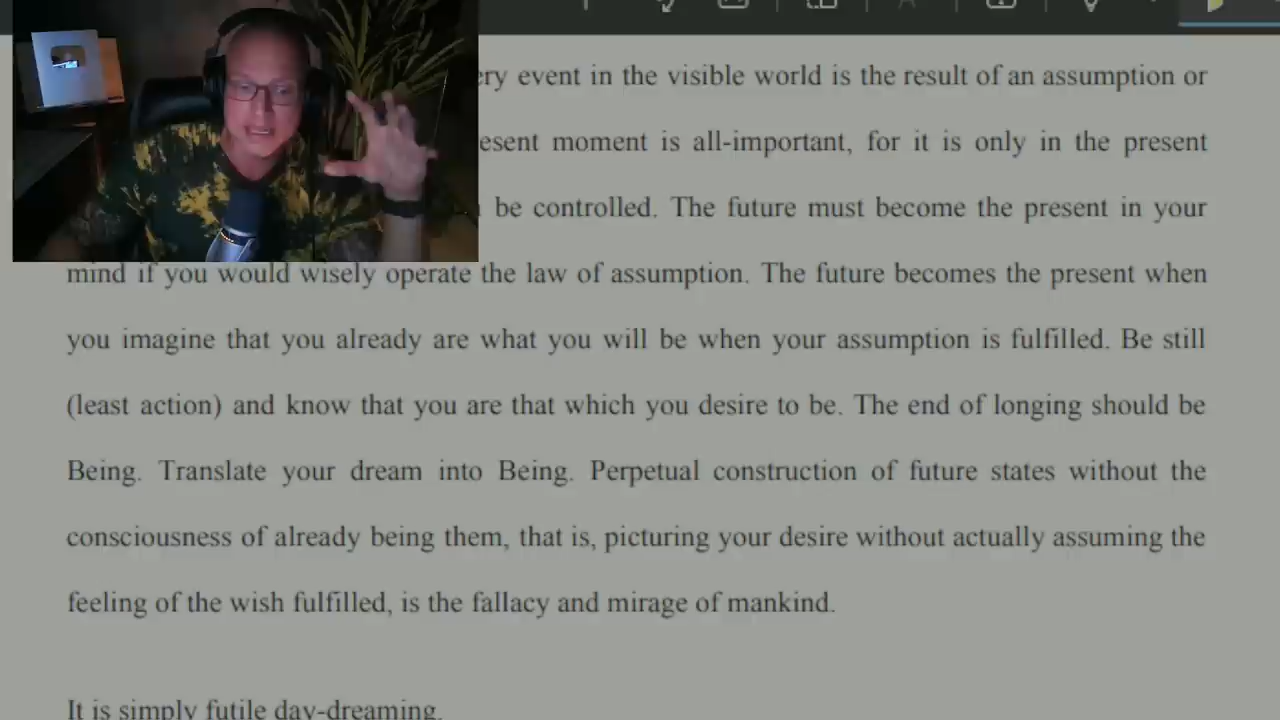 ery event in the visible world is the result of an assumption or
esent moment is all-important, for it is only in the present
be controlled. The future must become the present in your
mind if you would wisely operate the law of assumption. The future becomes the present when
you imagine that you already are what you will be when your assumption is fulfilled. Be still
(least action) and know that you are that which you desire to be. The end of longing should be
Being. Translate your dream into Being. Perpetual construction of future states without the
consciousness of already being them, that is, picturing your desire without actually assuming the
feeling of the wish fulfilled, is the fallacy and mirage of mankind.
It is simply futile day-dreaming.